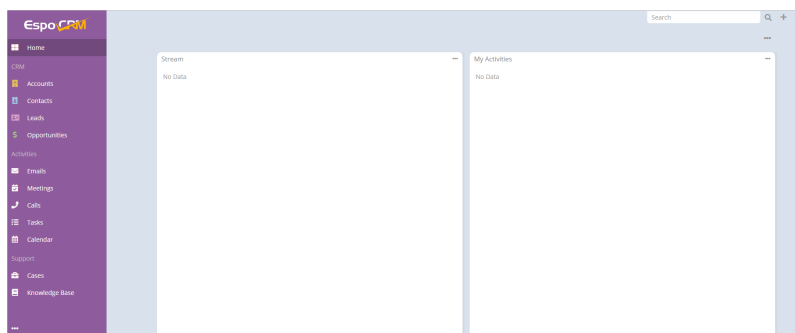 EspoCRM
Search
Home
CRM
Accounts
Contacts
Leads
Opportunities
Activities
Emails
Meetings
Calls
Tasks
Calendar
Support
Cases
Knowledge Base
Stream
No Data
My Activities
No Data